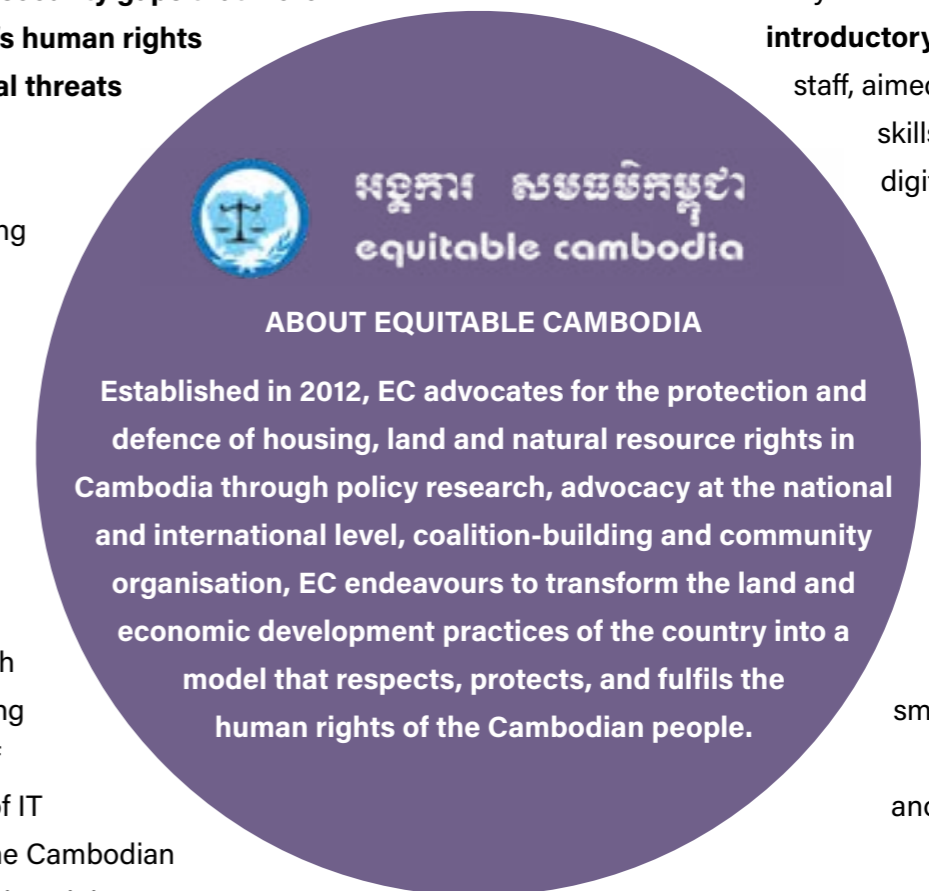 's human rights
al threats
ng
h
ng
of IT
he Cambodian
introductory
staff, aimed
skills
digit
sm
and
អង្គការ សមធម៌កម្ពុជា
equitable cambodia
ABOUT EQUITABLE CAMBODIA
Established in 2012, EC advocates for the protection and
defence of housing, land and natural resource rights in
Cambodia through policy research, advocacy at the national
and international level, coalition-building and community
organisation, EC endeavours to transform the land and
economic development practices of the country into a
model that respects, protects, and fulfils the
human rights of the Cambodian people.